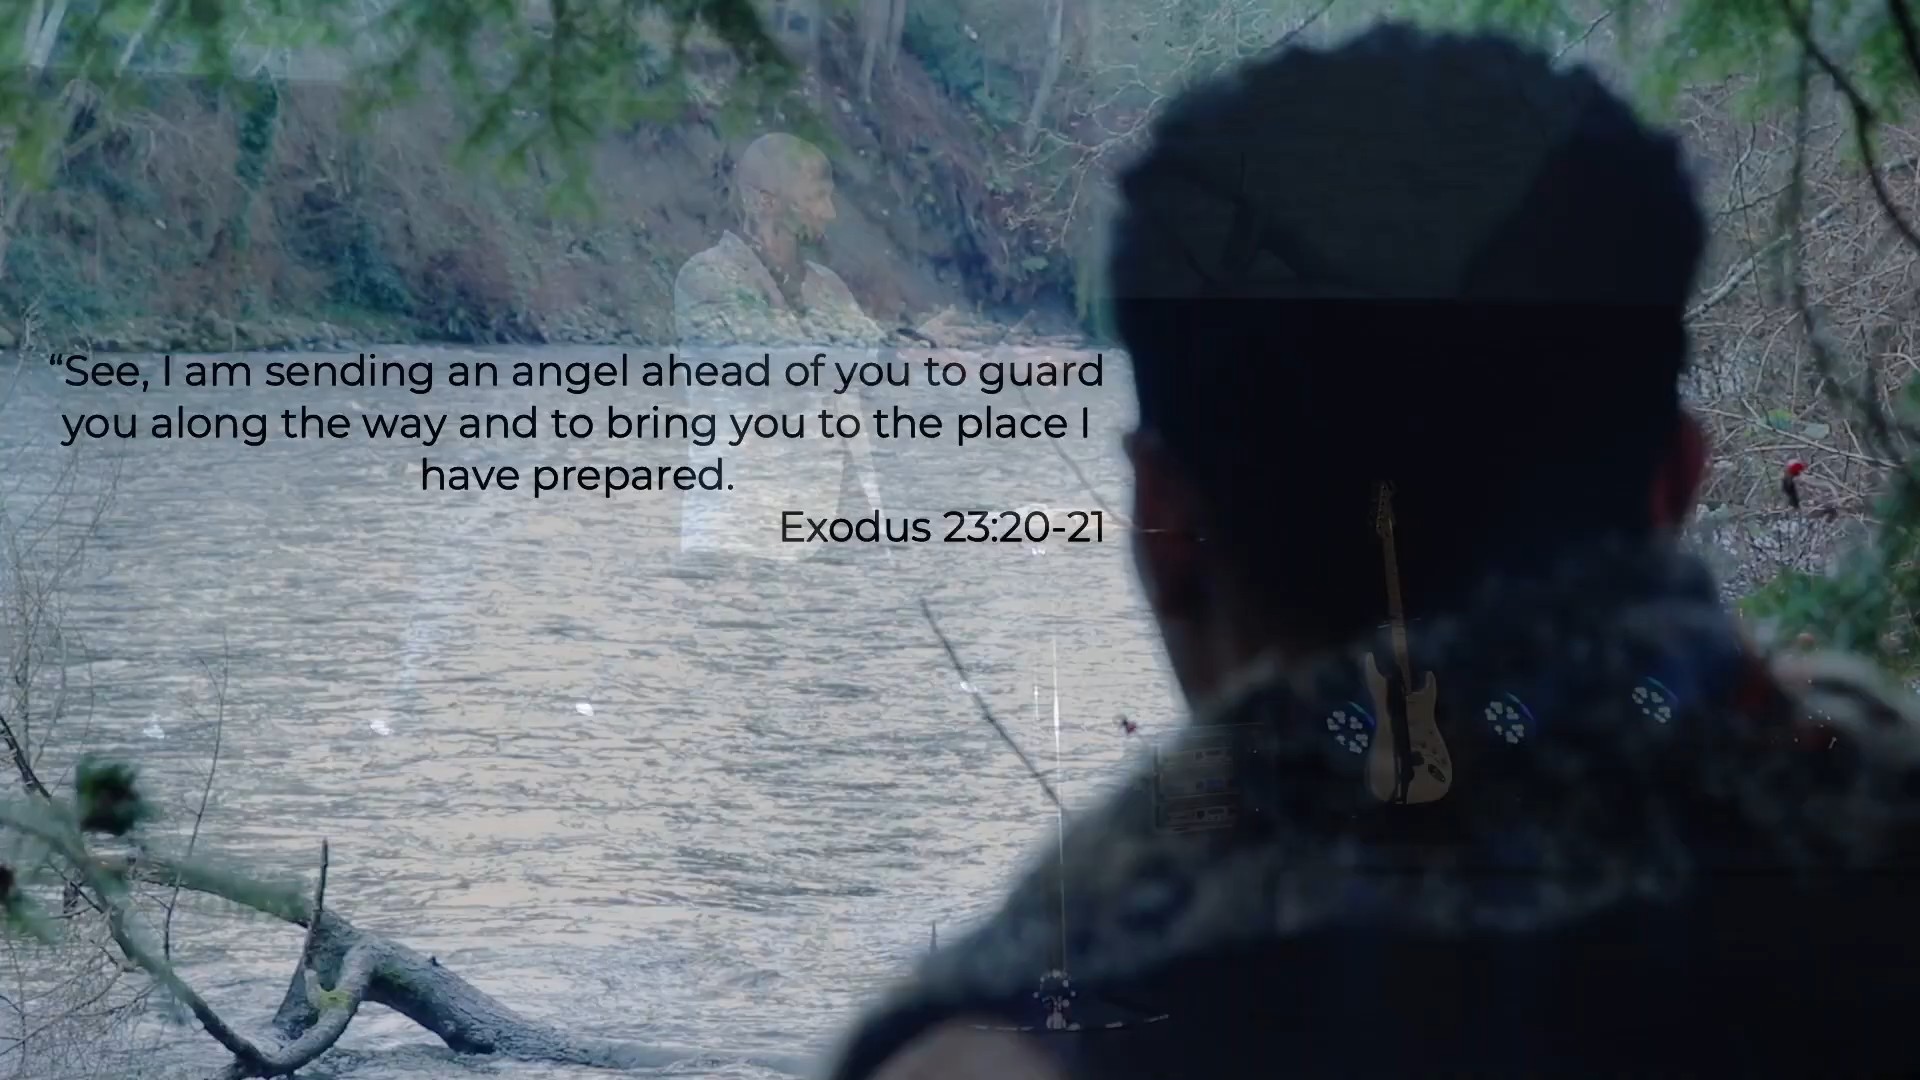 “See, I am sending an angel ahead of you to guard
you along the way and to bring you to the place I
have prepared.
Exodus 23:20-21